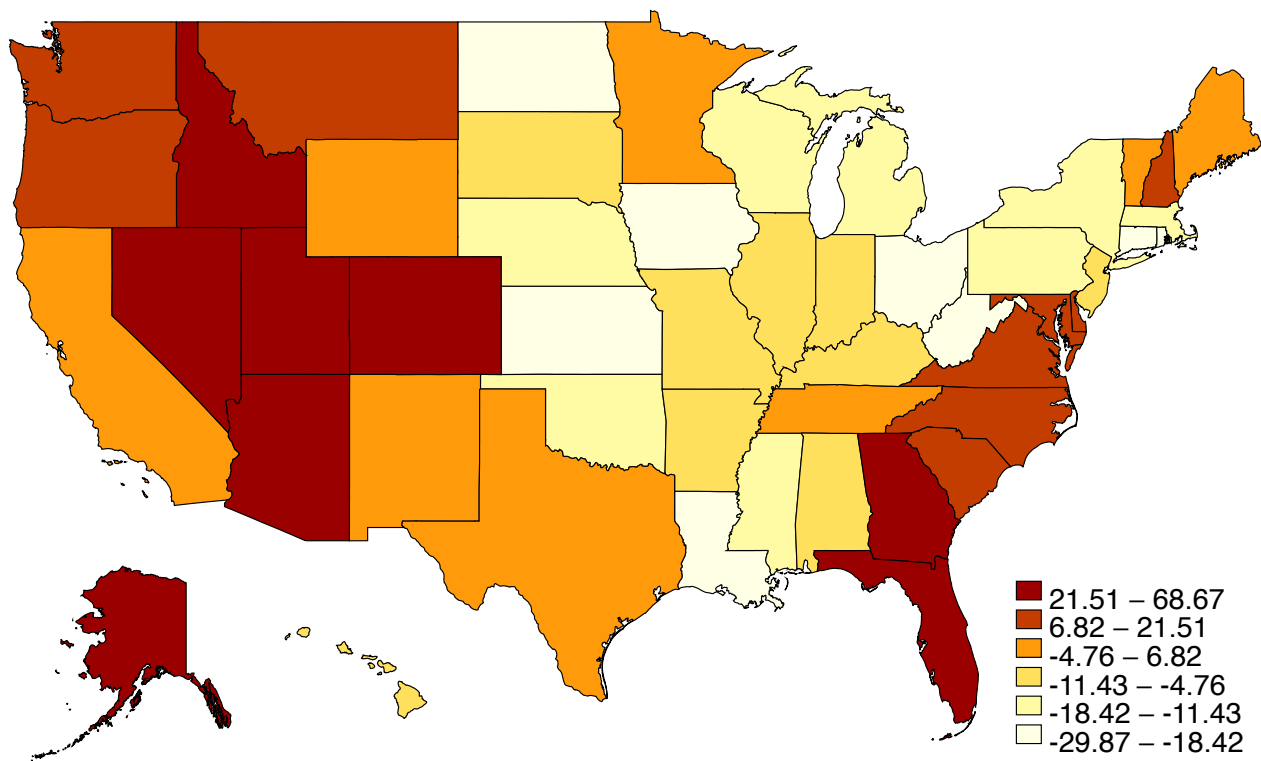 21.51 – 68.67
6.82 – 21.51
-4.76 – 6.82
-11.43 – -4.76
-18.42 – -11.43
-29.87 – -18.42